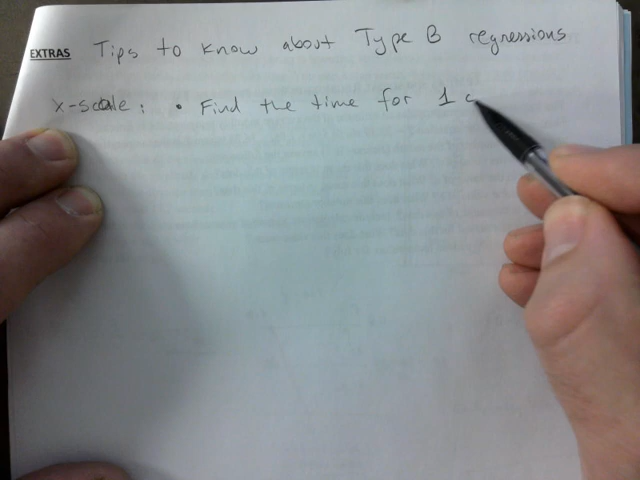 EXTRAS Tips to know about Type B regressions
x-scale: • Find the time for 1 c